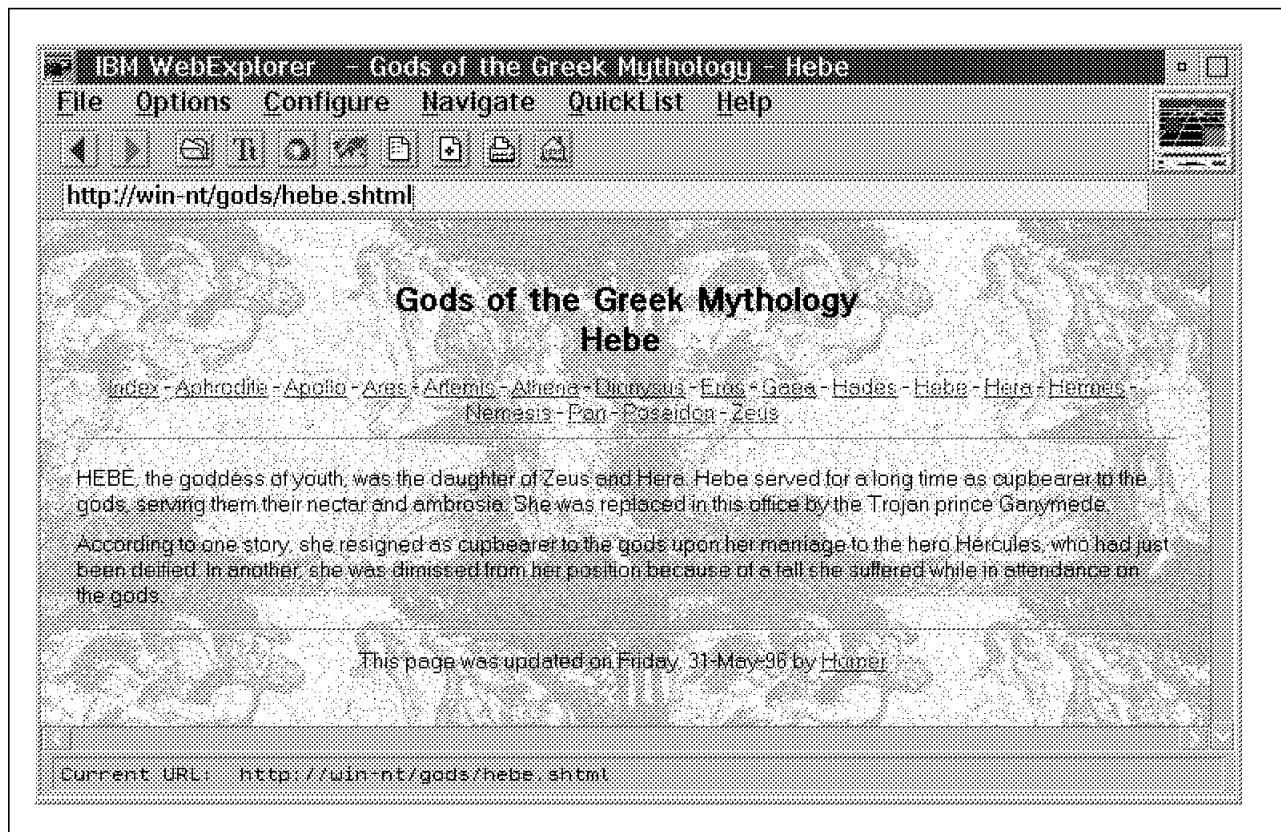 IBM WebExplorer - Gods of the Greek Mythology - Hebe
File Options Configure Navigate QuickList Help
http://win-nt/gods/hebe.shtml
Gods of the Greek Mythology
Hebe
Index - Aphrodite - Apollo - Ares - Artemis - Athena - Dionysus - Eros - Gaea - Hades - Hebe - Hera - Hermes -
Nemesis - Pan - Poseidon - Zeus
HEBE, the goddess of youth, was the daughter of Zeus and Hera. Hebe served for a long time as cupbearer to the
gods, serving them their nectar and ambrosia. She was replaced in this office by the Trojan prince Ganymede.
According to one story, she resigned as cupbearer to the gods upon her marriage to the hero Hercules, who had just
been deified. In another, she was dimissed from her position because of a fall she suffered while in attendance on
the gods.
This page was updated on Friday, 31-May-96 by Homer
Current URL: http://win-nt/gods/hebe.shtml